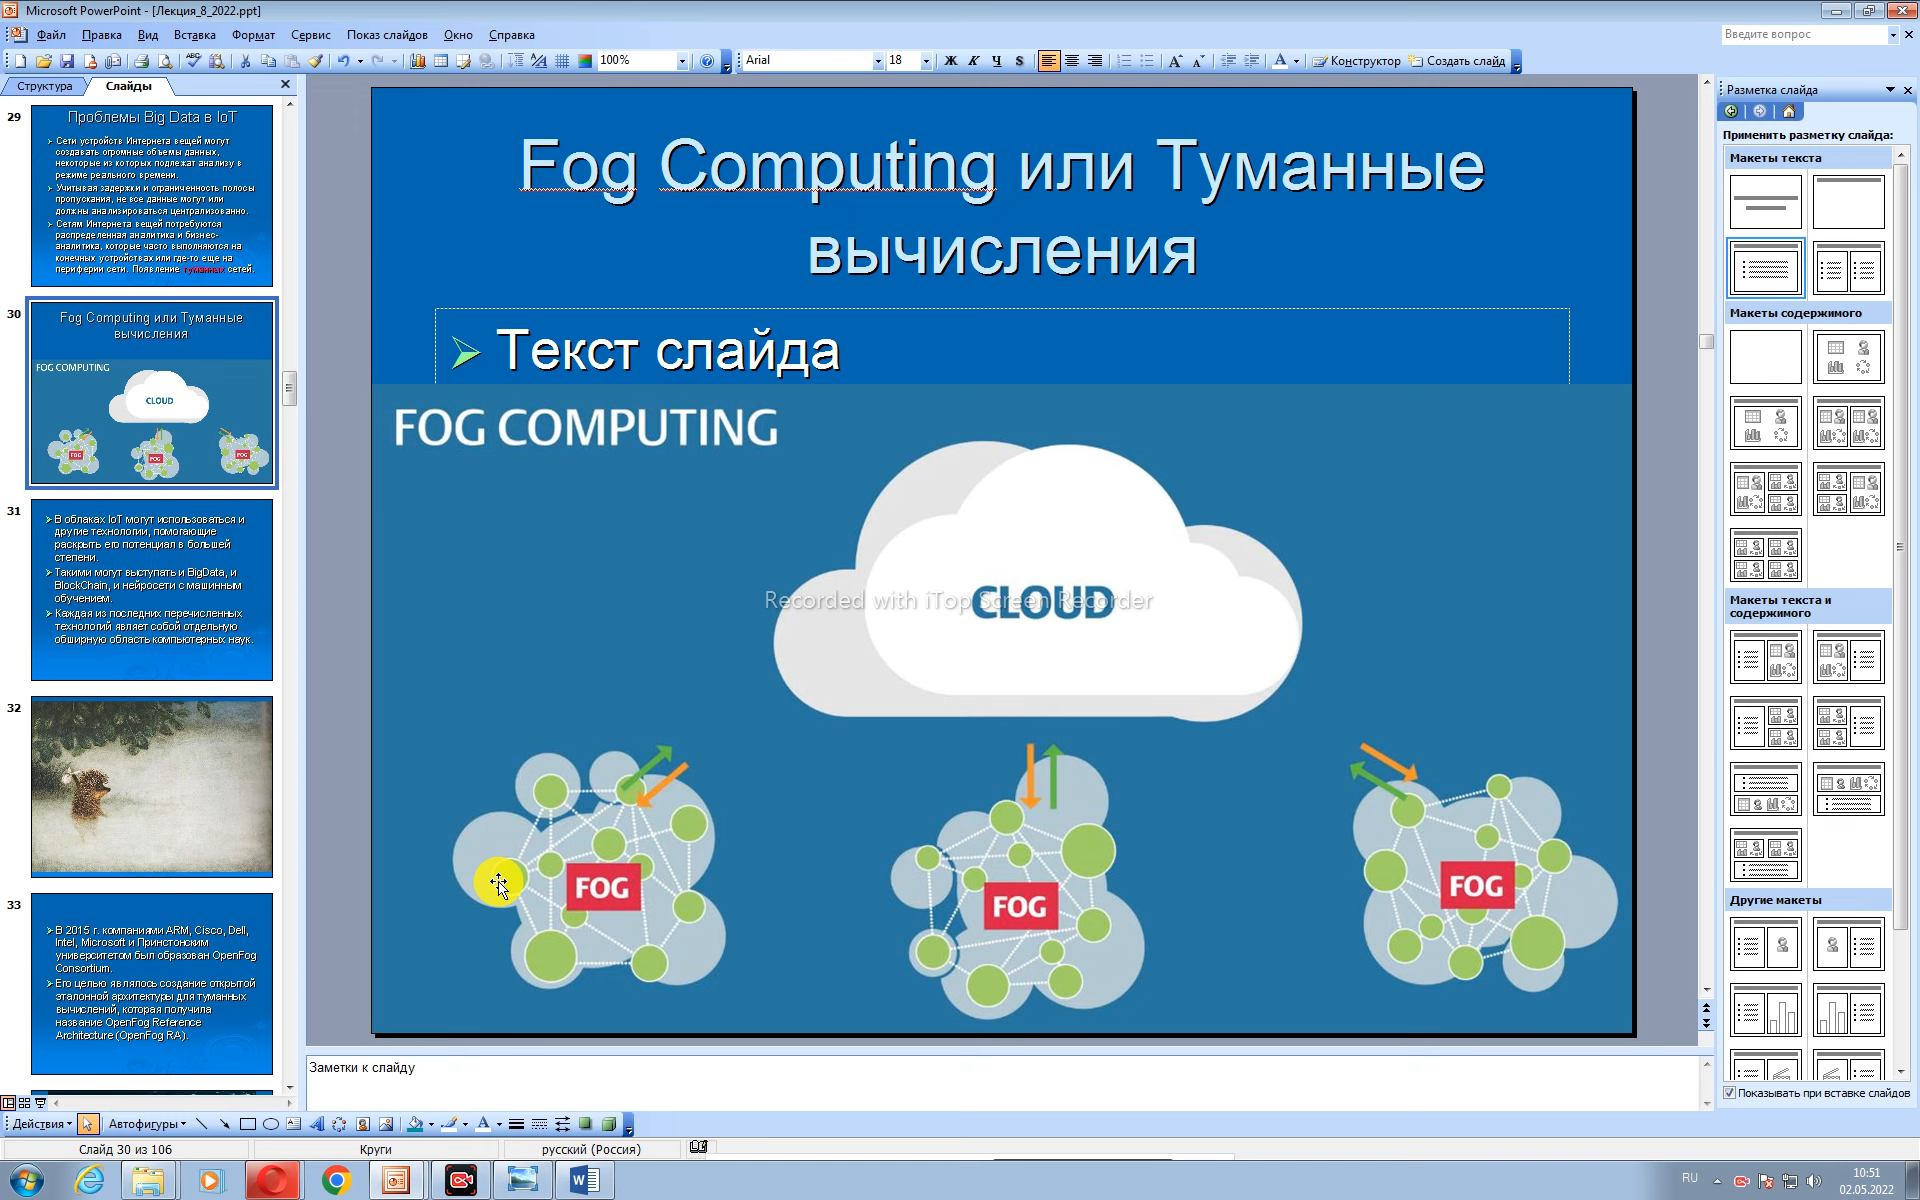 Microsoft PowerPoint - [Лекция_8_2022.ppt]
Файл Правка Вид Вставка Формат Сервис Показ слайдов Окно Справка
Введите вопрос
100%
Arial
18
Ж К Ч S
Конструктор
Создать слайд
Структура
Слайды
29
Проблемы Big Data в IoT
Сети устройств Интернета вещей могут
создавать огромные объемы данных,
некоторые из которых подлежат анализу в
режиме реального времени.
Учитывая задержки и ограниченность полосы
пропускания, не все данные могут или
должны анализироваться централизованно.
Сетям Интернета вещей потребуются
распределенная аналитика и бизнес-
аналитика, которые часто выполняются на
конечных устройствах или где-то еще на
периферии сети. Появление туманных сетей.
30
Fog Computing или Туманные
вычисления
FOG COMPUTING
CLOUD
FOG
FOG
FOG
31
В облаках IoT могут использоваться и
другие технологии, помогающие
раскрыть его потенциал в большей
степени.
Такими могут выступать и BigData, и
BlockChain, и нейросети с машинным
обучением.
Каждая из последних перечисленных
технологий являет собой отдельную
обширную область компьютерных наук.
32
33
В 2015 г. компаниями ARM, Cisco, Dell,
Intel, Microsoft и Принстонским
университетом был образован OpenFog
Consortium.
Его целью являлось создание открытой
эталонной архитектуры для туманных
вычислений, которая получила
название OpenFog Reference
Architecture (OpenFog RA).
Fog Computing или Туманные
вычисления
Текст слайда
FOG COMPUTING
CLOUD
Recorded with iTop Screen Recorder
FOG
FOG
FOG
Заметки к слайду
Разметка слайда
Применить разметку слайда:
Макеты текста
Макеты содержимого
Макеты текста и
содержимого
Другие макеты
Показывать при вставке слайдов
Действия
Автофигуры
Слайд 30 из 106
Круги
русский (Россия)
RU
10:51
02.05.2022